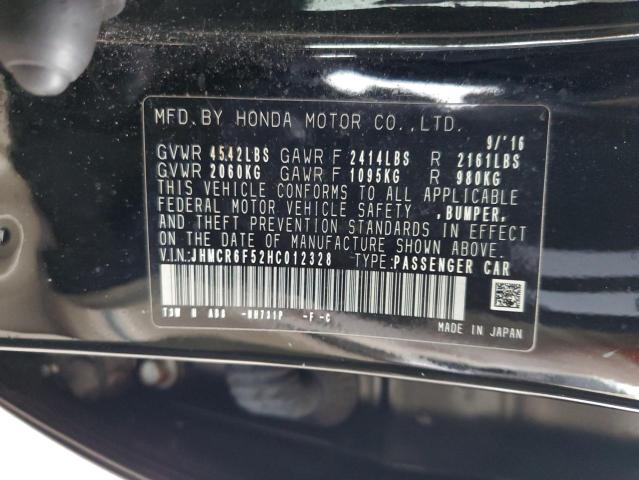 MFD. BY HONDA MOTOR CO., LTD.
9/'16
GVWR 4542LBS GAWR F 2414LBS R 2161LBS
GVWR 2060KG GAWR F 1095KG R 980KG
THIS VEHICLE CONFORMS TO ALL APPLICABLE
FEDERAL MOTOR VEHICLE SAFETY ,BUMPER,
AND THEFT PREVENTION STANDARDS IN EFFECT
ON THE DATE OF MANUFACTURE SHOWN ABOVE.
V.IN:JHMCR6F52HC012328 TYPE:PASSENGER CAR
-NH731P -F -C
MADE IN JAPAN